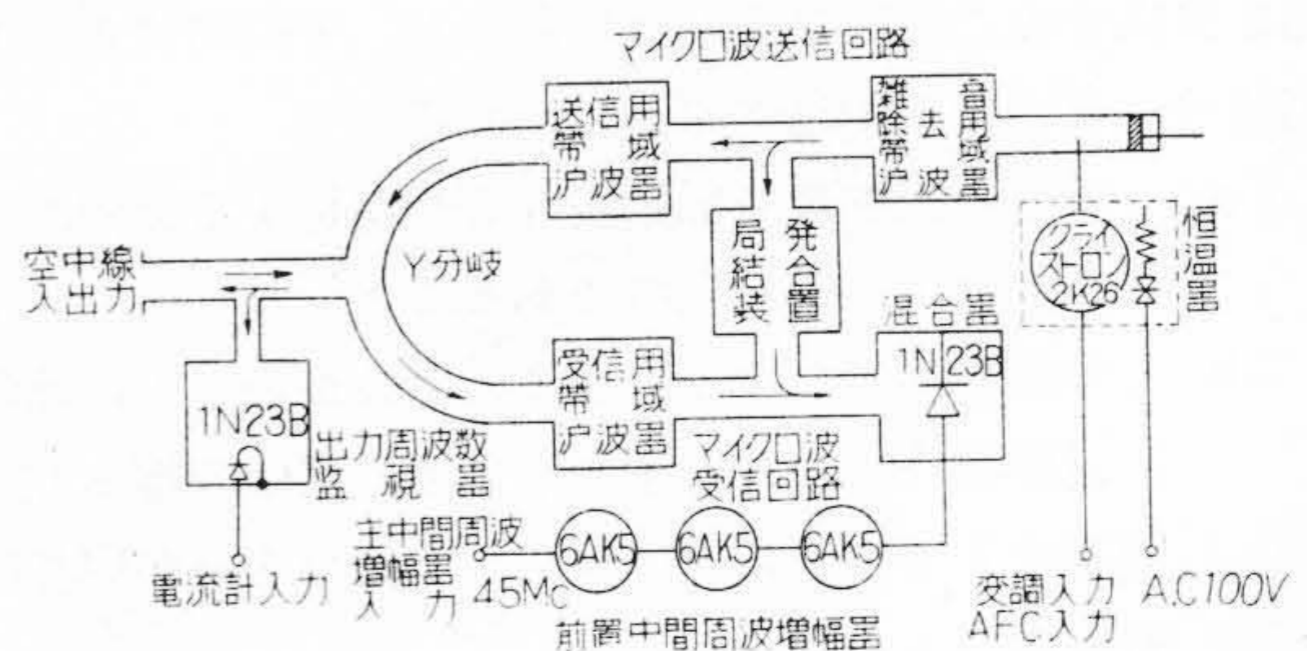 マイクロ波送信回路
送信用
帯域
沪波器
雑音
除去用
帯域
沪波器
空中線
入出力
Y分岐
局発
結合
装置
クライ
ストロン
2K26
恒温器
混合器
1N23B
受信用
帯域
沪波器
1N23B
出力周波数
監視器
マイクロ波
受信回路
主中間周波
増幅器
入力 45Mc
6AK5
6AK5
6AK5
電流計入力
前置中間周波増幅器
変調入力
AFC入力
A.C100V